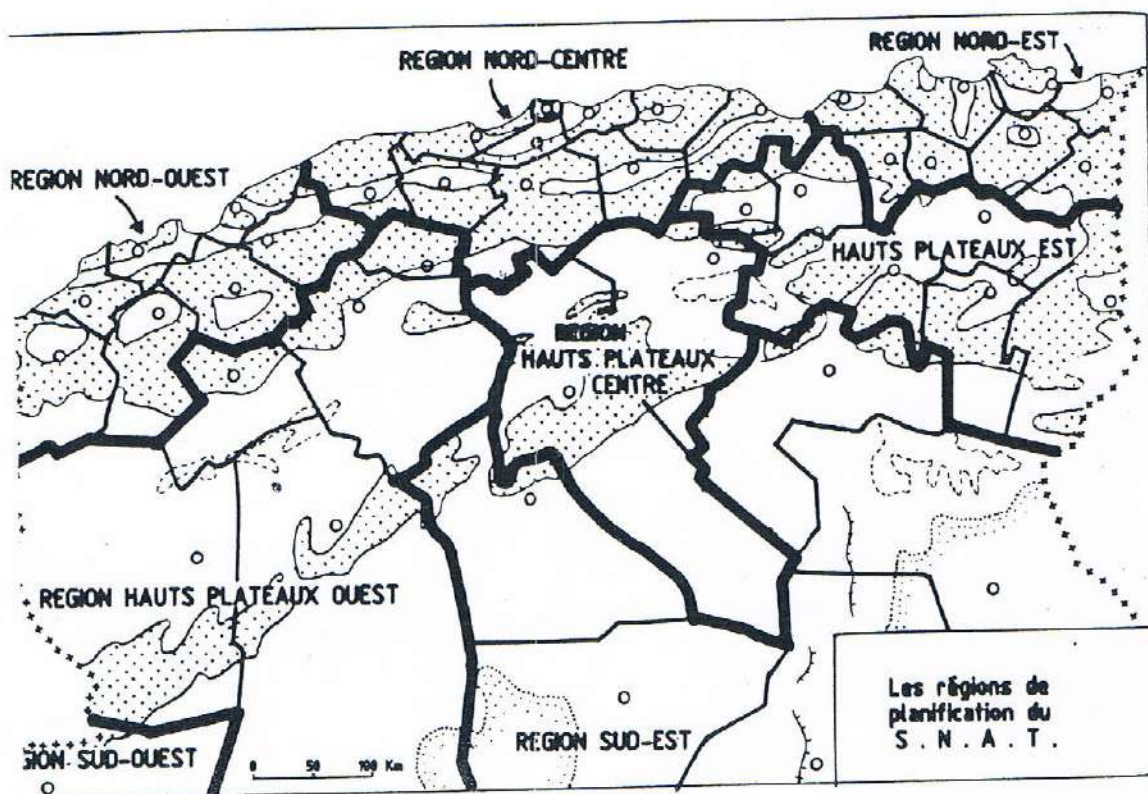 REGION NORD-EST
REGION NORD-CENTRE
REGION NORD-OUEST
HAUTS PLATEAUX EST
REGION
HAUTS PLATEAUX
CENTRE
REGION HAUTS PLATEAUX OUEST
GION SUD-OUEST
REGION SUD-EST
0 50 100 Km
Les régions de
planification du
S.N.A.T.